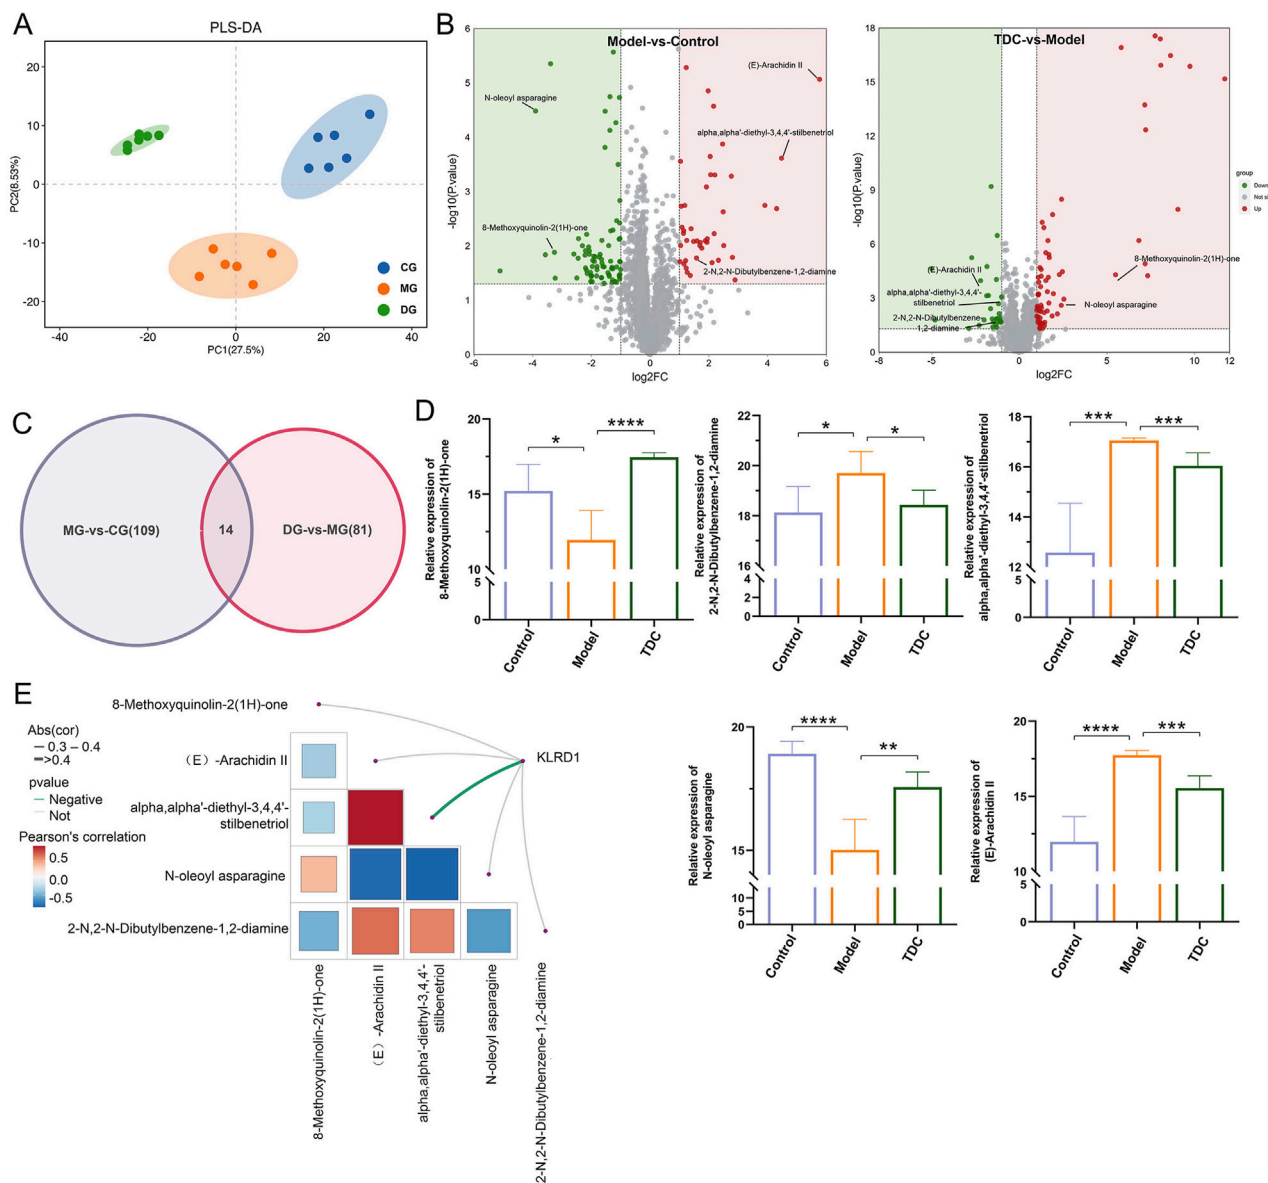 A
PLS-DA
20
10
0
-10
-20
-40
-20
0
20
40
PC2(8.53%)
PC1(27.5%)
CG
MG
DG
B
Model-vs-Control
6
5
4
3
2
1
0
-6
-4
-2
0
2
4
6
-log10(P.value)
log2FC
(E)-Arachidin II
N-oleoyl asparagine
alpha,alpha'-diethyl-3,4,4'-stilbenetriol
8-Methoxyquinolin-2(1H)-one
2-N,2-N-Dibutylbenzene-1,2-diamine
TDC-vs-Model
18
15
12
9
6
3
0
-8
-4
0
4
8
12
-log10(P.value)
log2FC
8-Methoxyquinolin-2(1H)-one
(E)-Arachidin II
alpha,alpha'-diethyl-3,4,4'-
stilbenetriol
N-oleoyl asparagine
2-N,2-N-Dibutylbenzene-
1,2-diamine
group
Down
Not si
Up
C
MG-vs-CG(109)
14
DG-vs-MG(81)
D
Relative expression of
8-Methoxyquinolin-2(1H)-one
20
15
10
5
0
*
****
Control
Model
TDC
Relative expression of
2-N,2-N-Dibutylbenzene-1,2-diamine
22
20
18
16
4
2
0
*
*
Control
Model
TDC
Relative expression of
alpha,alpha'-diethyl-3,4,4'-stilbenetriol
18
16
14
12
5
0
***
***
Control
Model
TDC
Relative expression of
N-oleoyl asparagine
20
15
10
5
0
****
**
Control
Model
TDC
Relative expression of
(E)-Arachidin II
20
15
10
5
0
****
***
Control
Model
TDC
E
8-Methoxyquinolin-2(1H)-one
（E）-Arachidin II
alpha,alpha'-diethyl-3,4,4'-
stilbenetriol
N-oleoyl asparagine
2-N,2-N-Dibutylbenzene-1,2-diamine
KLRD1
Abs(cor)
0.3 – 0.4
>0.4
pvalue
Negative
Not
Pearson's correlation
0.5
0.0
-0.5
8-Methoxyquinolin-2(1H)-one
（E）-Arachidin II
alpha,alpha'-diethyl-3,4,4'-
stilbenetriol
N-oleoyl asparagine
2-N,2-N-Dibutylbenzene-1,2-diamine